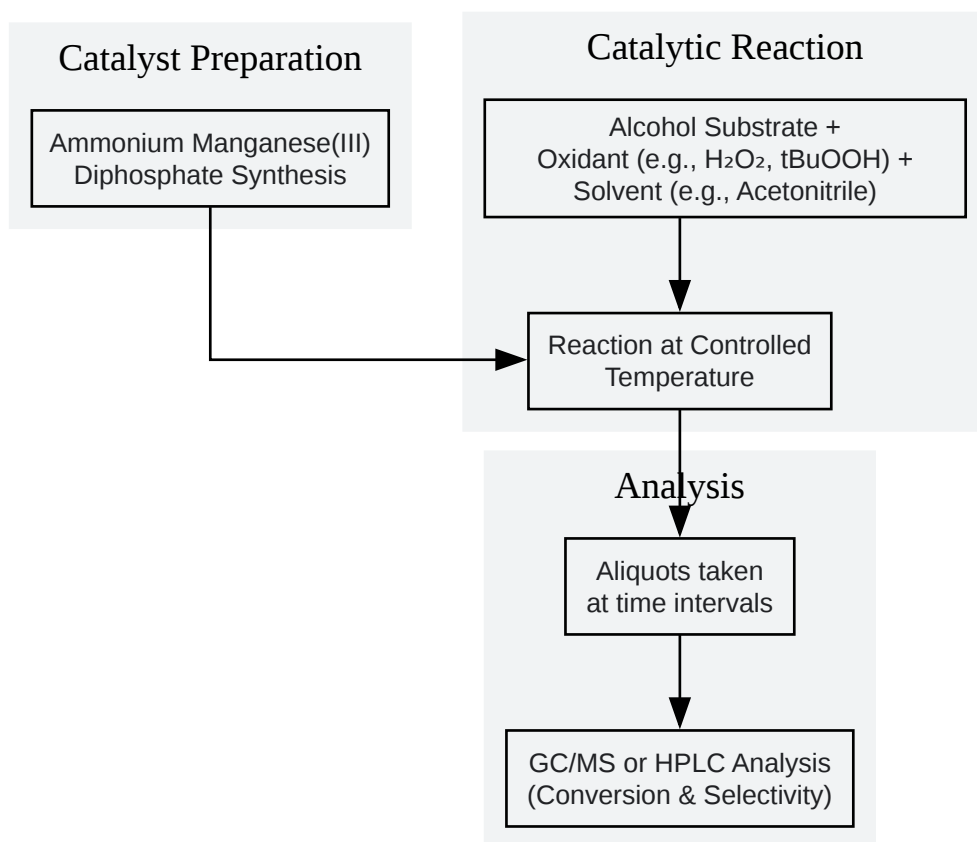 Catalyst Preparation
Ammonium Manganese(III)
Diphosphate Synthesis
Catalytic Reaction
Alcohol Substrate +
Oxidant (e.g., H₂O₂, tBuOOH) +
Solvent (e.g., Acetonitrile)
Reaction at Controlled
Temperature
Analysis
Aliquots taken
at time intervals
GC/MS or HPLC Analysis
(Conversion & Selectivity)